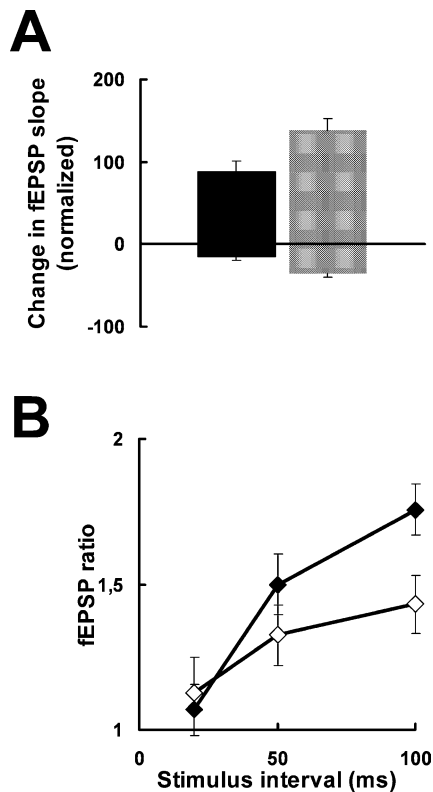 A
Change in fEPSP slope
(normalized)
200
100
0
-100
B
fEPSP ratio
2
1,5
1
0
50
100
Stimulus interval (ms)